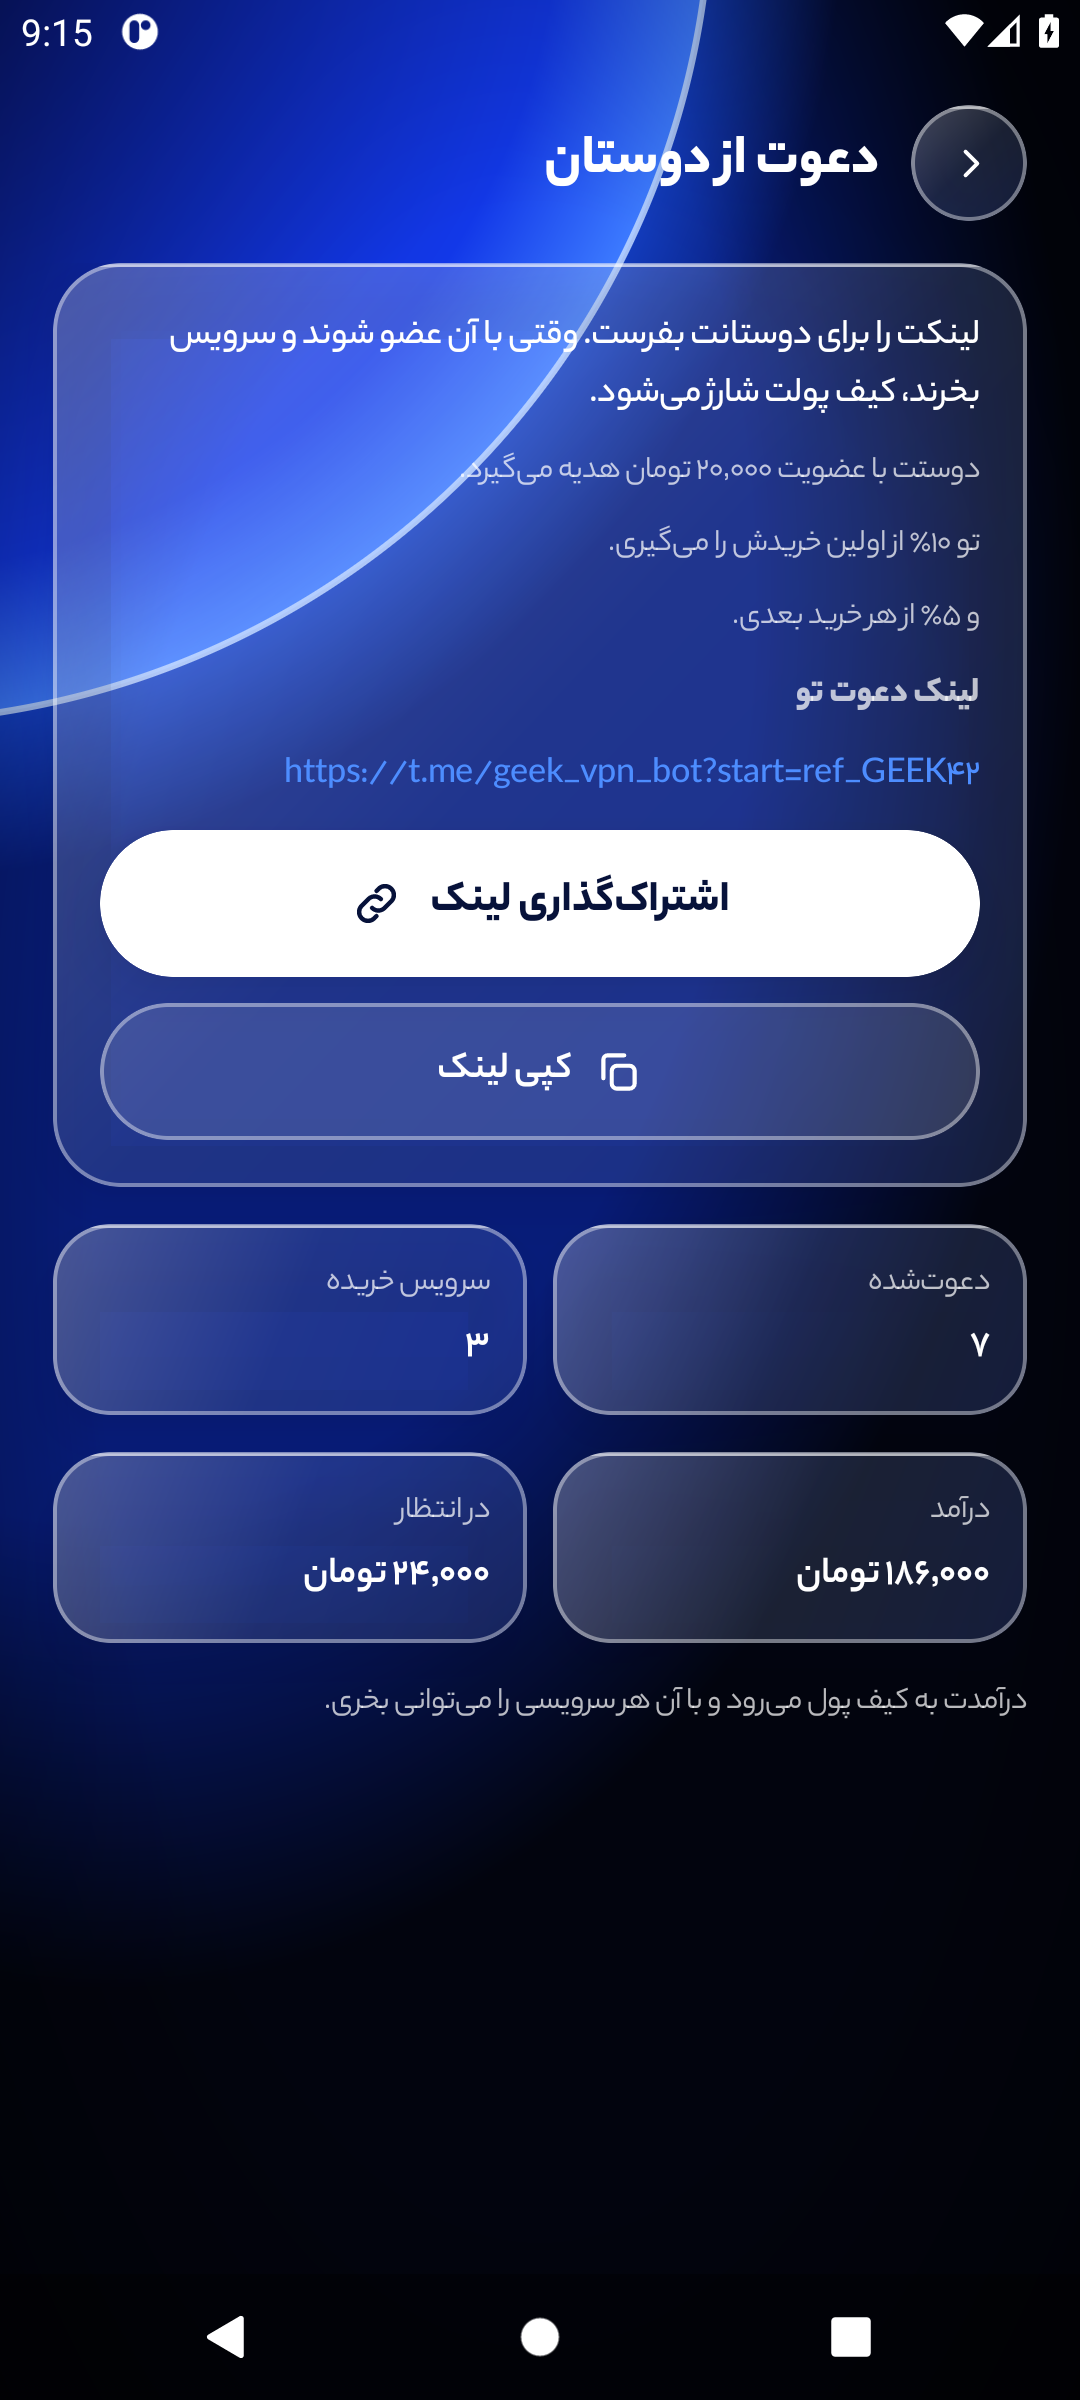 9:15
دعوت از دوستان
لینکت را برای دوستانت بفرست. وقتی با آن عضو شوند و سرویس
بخرند، کیف پولت شارژ می‌شود.
دوستت با عضویت ۲۰,۰۰۰ تومان هدیه می‌گیرد.
تو ۱۰% از اولین خریدش را می‌گیری.
و ۵% از هر خرید بعدی.
لینک دعوت تو
https://t.me/geek_vpn_bot?start=ref_GEEK۴۲
اشتراک‌گذاری لینک
کپی لینک
دعوت‌شده
۷
سرویس خریده
۳
درآمد
۱۸۶,۰۰۰ تومان
در انتظار
۲۴,۰۰۰ تومان
درآمدت به کیف پول می‌رود و با آن هر سرویسی را می‌توانی بخری.